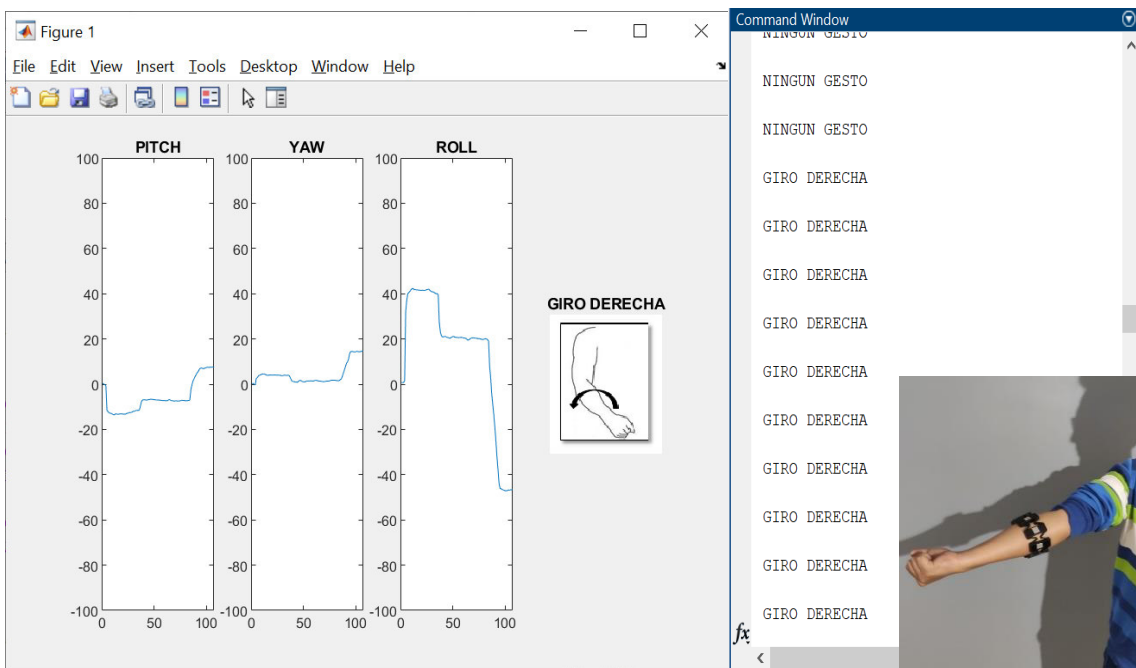 Figure 1
File Edit View Insert Tools Desktop Window Help
PITCH
100
80
60
40
20
0
-20
-40
-60
-80
-100
0 50 100
YAW
100
80
60
40
20
0
-20
-40
-60
-80
-100
0 50 100
ROLL
100
80
60
40
20
0
-20
-40
-60
-80
-100
0 50 100
GIRO DERECHA
Command Window
NINGUN GESTO
NINGUN GESTO
NINGUN GESTO
GIRO DERECHA
GIRO DERECHA
GIRO DERECHA
GIRO DERECHA
GIRO DERECHA
GIRO DERECHA
GIRO DERECHA
GIRO DERECHA
GIRO DERECHA
GIRO DERECHA
fx